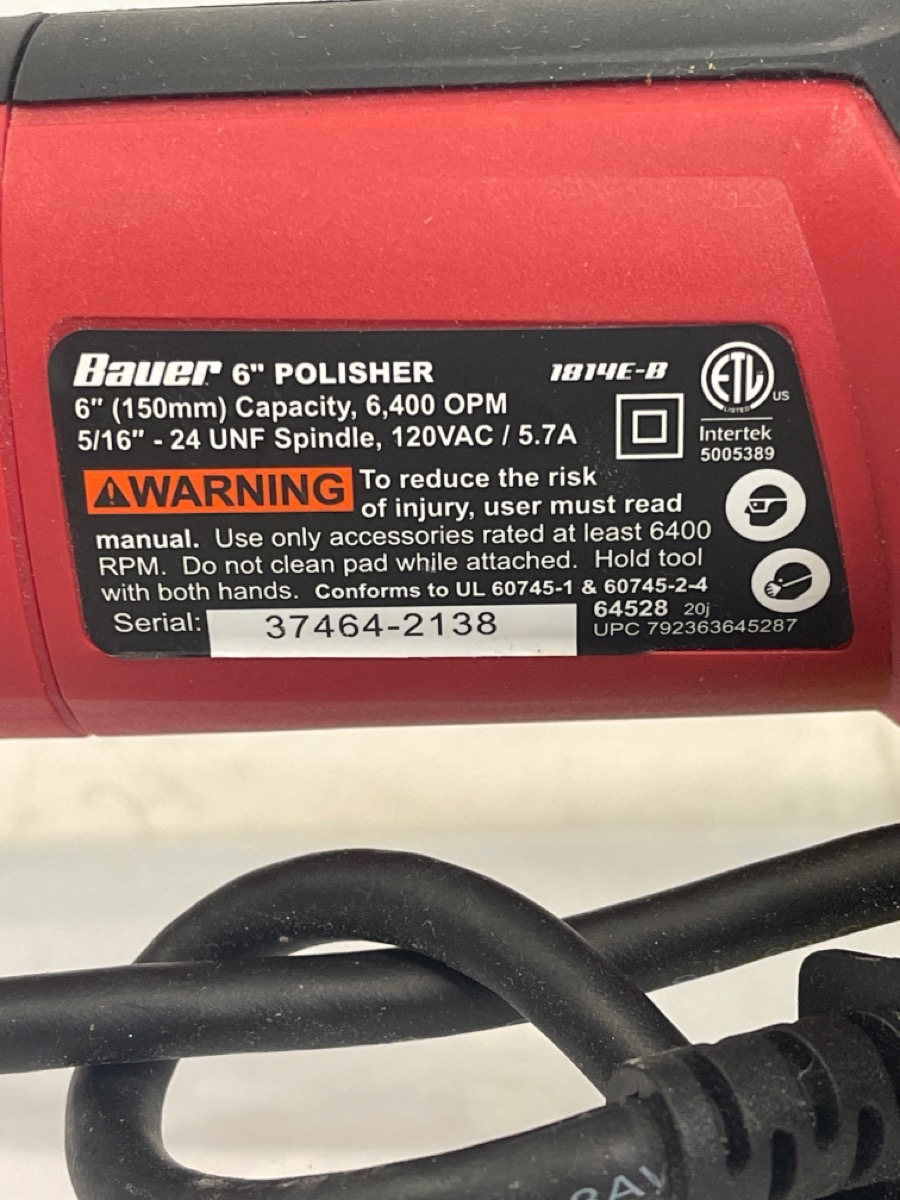 Bauer 6" POLISHER 1814E-B
6" (150mm) Capacity, 6,400 OPM
5/16" - 24 UNF Spindle, 120VAC / 5.7A
ETL US
LISTED
Intertek
5005389
WARNING To reduce the risk
of injury, user must read
manual. Use only accessories rated at least 6400
RPM. Do not clean pad while attached. Hold tool
with both hands. Conforms to UL 60745-1 & 60745-2-4
Serial: 37464-2138
64528 20j
UPC 792363645287